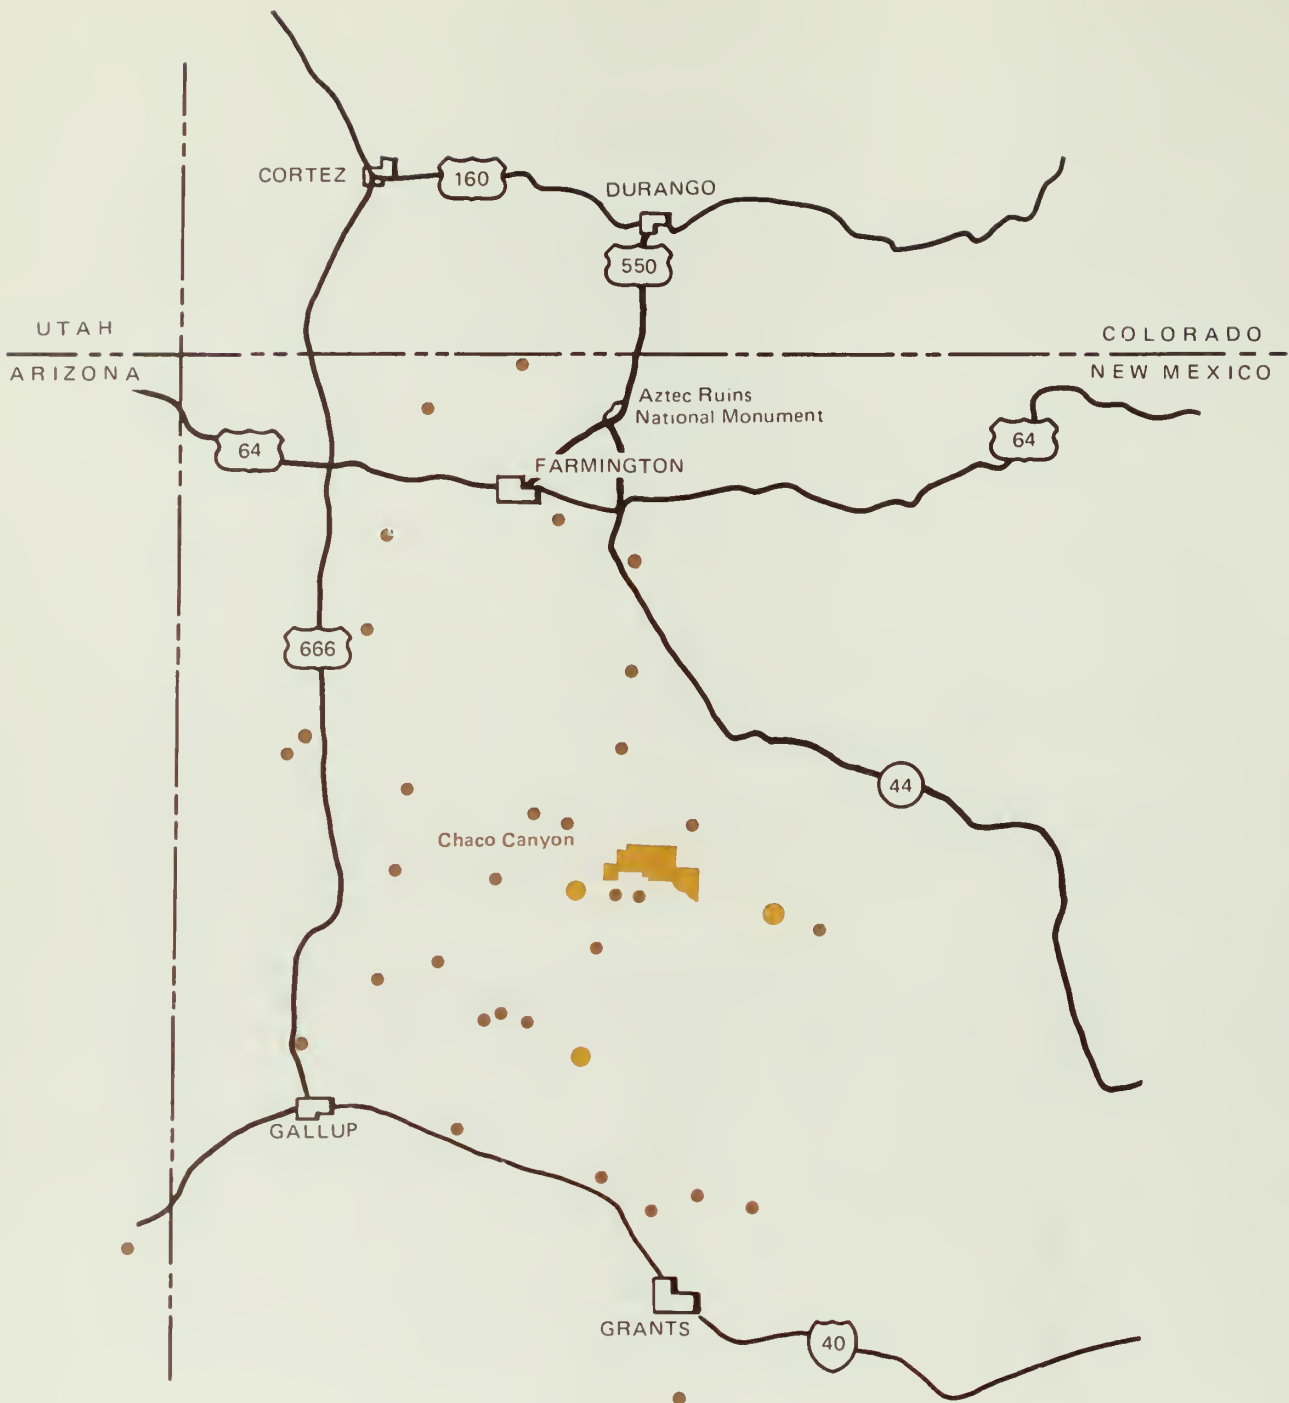 CORTEZ
160
DURANGO
550
UTAH
COLORADO
ARIZONA
NEW MEXICO
Aztec Ruins
National Monument
64
64
FARMINGTON
666
44
Chaco Canyon
GALLUP
GRANTS
40